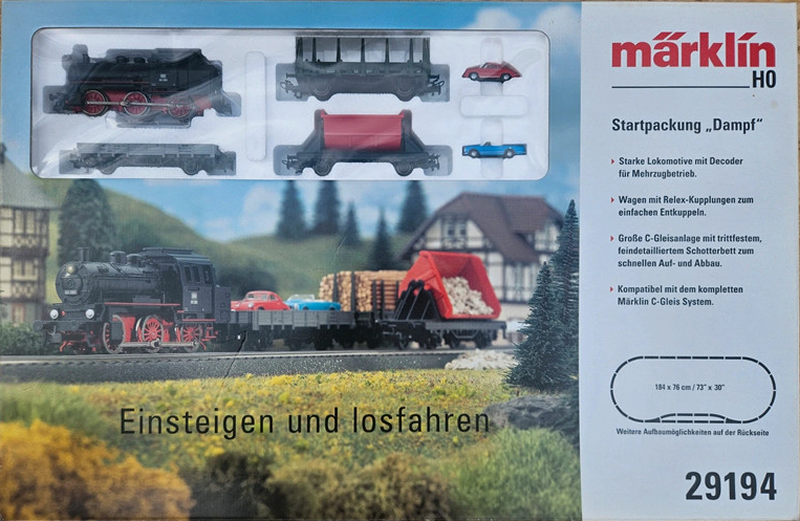 märklín
H0
Startpackung „Dampf“
Starke Lokomotive mit Decoder
für Mehrzugbetrieb.
Wagen mit Relex-Kupplungen zum
einfachen Entkuppeln.
Große C-Gleisanlage mit trittfestem,
feindetailliertem Schotterbett zum
schnellen Auf- und Abbau.
Kompatibel mit dem kompletten
Märklin C-Gleis System.
184 x 76 cm / 73" x 30"
Weitere Aufbaumöglichkeiten auf der Rückseite
Einsteigen und losfahren
29194